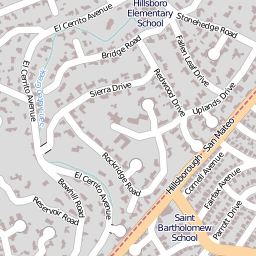 Hillsboro
Elementary
School
El Cerrito Avenue
Stonehedge Road
Bridge Road
Fallen Leaf Drive
El Cerrito Avenue
Sierra Drive
Redwood Drive
Uplands Drive
Hillsborough
San Mateo
Rockridge Road
El Cerrito Avenue
Bowhill Road
Reservoir Road
Cornell Avenue
Fairfax Avenue
Parrott Drive
Saint
Bartholomew
School